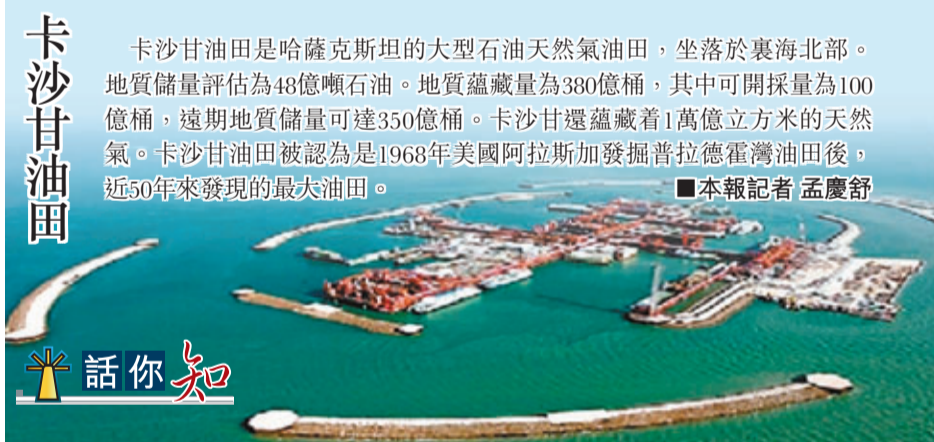 卡沙甘油田
卡沙甘油田是哈薩克斯坦的大型石油天然氣油田，坐落於裏海北部。
地質儲量評估為48億噸石油。地質蘊藏量為380億桶，其中可開採量為100
億桶，遠期地質儲量可達350億桶。卡沙甘還蘊藏着1萬億立方米的天然
氣。卡沙甘油田被認為是1968年美國阿拉斯加發掘普拉德霍灣油田後，
近50年來發現的最大油田。 ■本報記者 孟慶舒
話你知